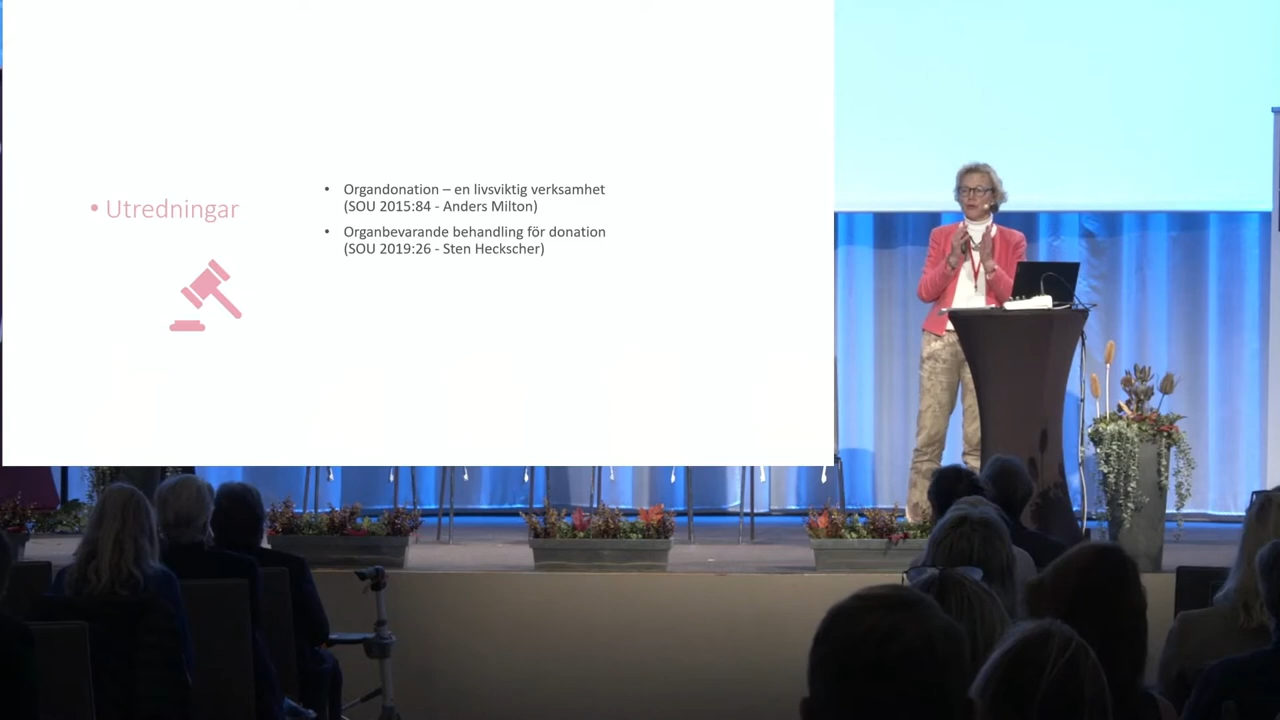 • Utredningar
• Organdonation – en livsviktig verksamhet
(SOU 2015:84 - Anders Milton)
• Organbevarande behandling för donation
(SOU 2019:26 - Sten Heckscher)